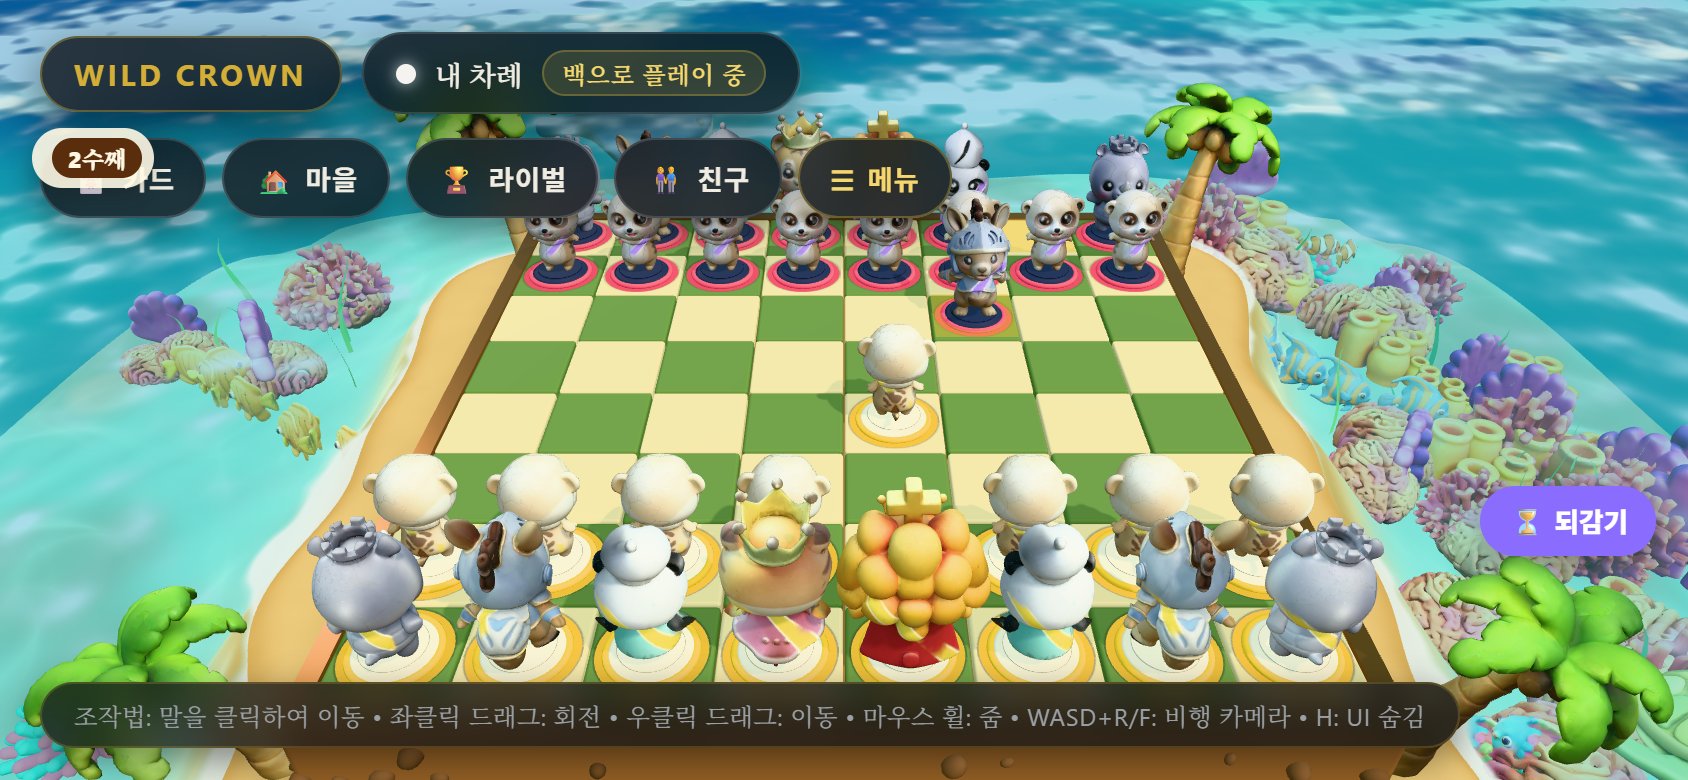 WILD CROWN
내 차례
백으로 플레이 중
2수째
드
마을
라이벌
친구
☰ 메뉴
되감기
조작법: 말을 클릭하여 이동 • 좌클릭 드래그: 회전 • 우클릭 드래그: 이동 • 마우스 휠: 줌 • WASD+R/F: 비행 카메라 • H: UI 숨김